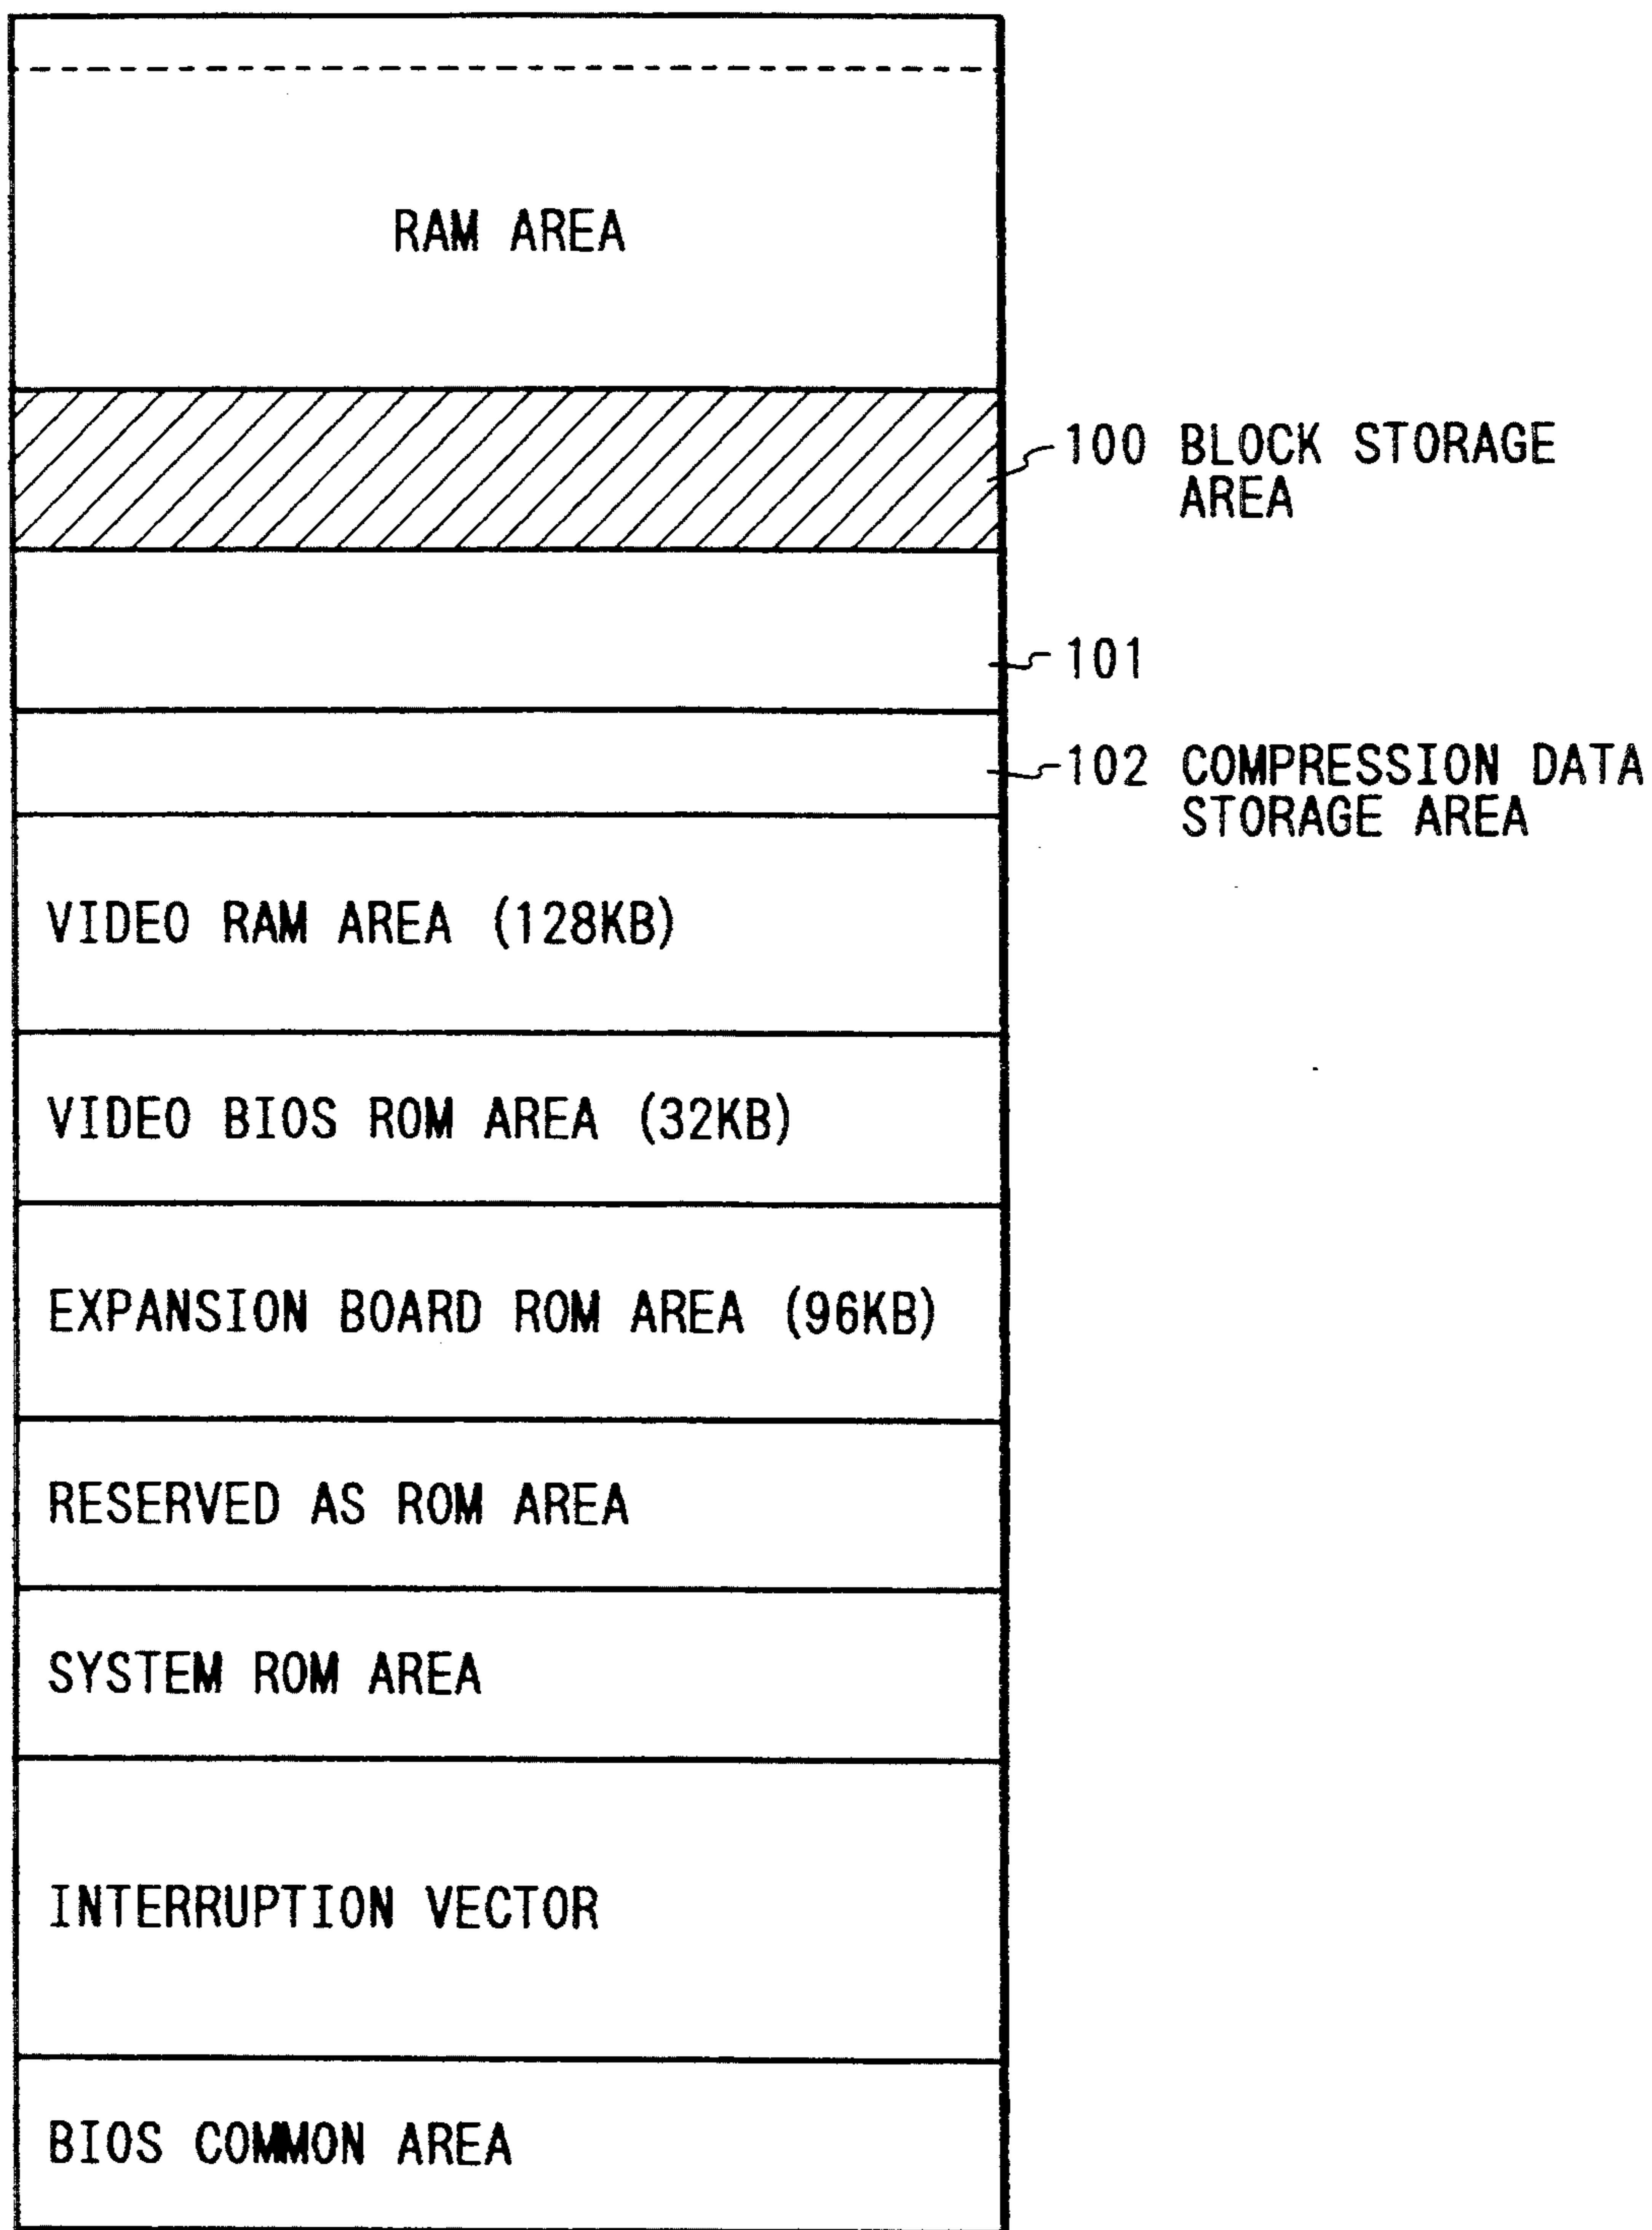 RAM AREA
100 BLOCK STORAGE
AREA
101
102 COMPRESSION DATA
STORAGE AREA
VIDEO RAM AREA (128KB)
VIDEO BIOS ROM AREA (32KB)
EXPANSION BOARD ROM AREA (96KB)
RESERVED AS ROM AREA
SYSTEM ROM AREA
INTERRUPTION VECTOR
BIOS COMMON AREA